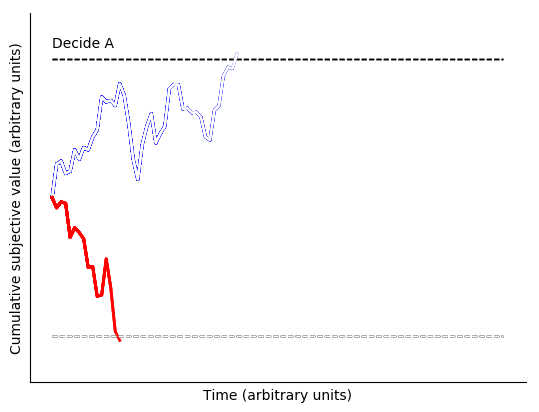 Decide A
Cumulative subjective value (arbitrary units)
Time (arbitrary units)